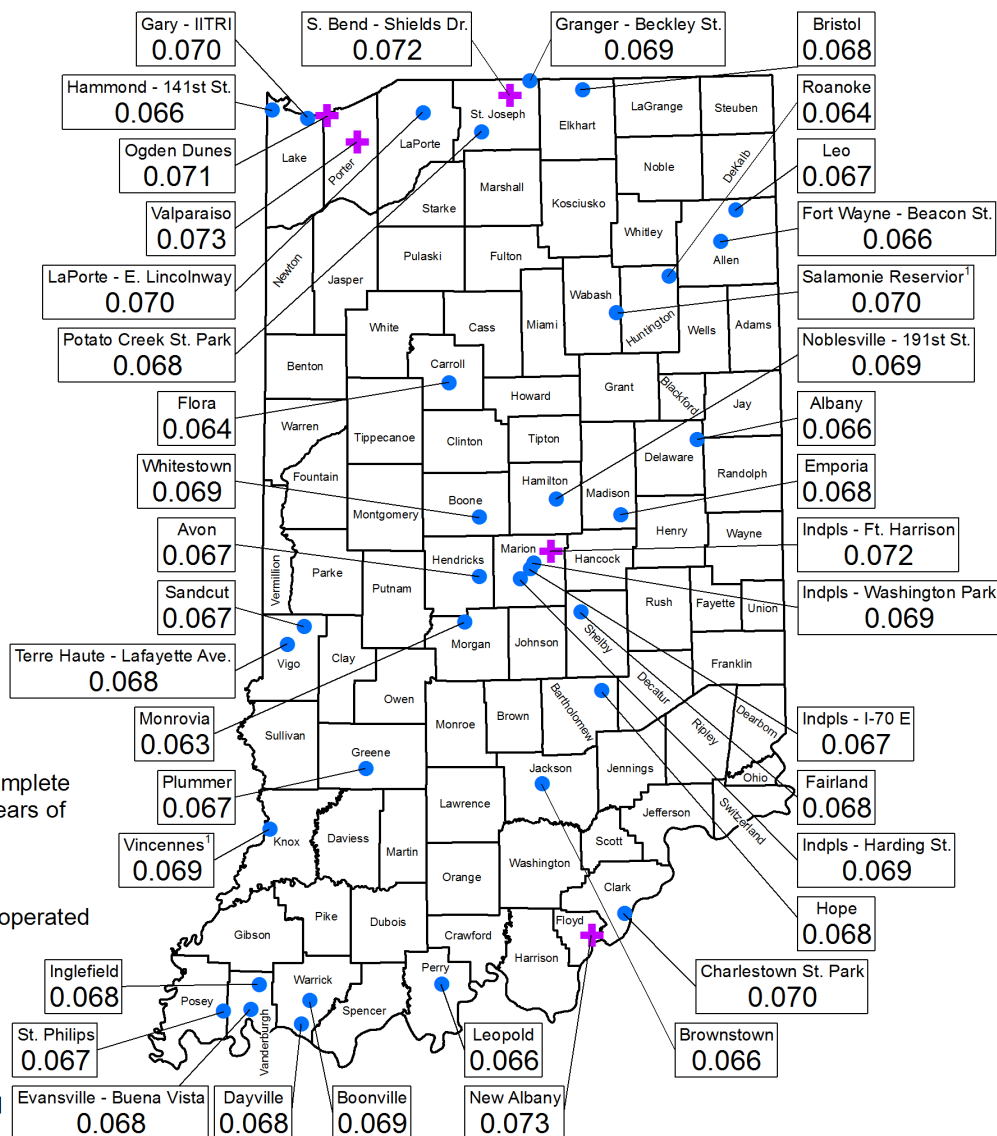 Gary - IITRI
0.070
S. Bend - Shields Dr.
0.072
Granger - Beckley St.
0.069
Bristol
0.068
Hammond - 141st St.
0.066
Roanoke
0.064
Ogden Dunes
0.071
Leo
0.067
Valparaiso
0.073
Fort Wayne - Beacon St.
0.066
LaPorte - E. Lincolnway
0.070
Salamonie Reservior1
0.070
Potato Creek St. Park
0.068
Noblesville - 191st St.
0.069
Flora
0.064
Albany
0.066
Whitestown
0.069
Emporia
0.068
Avon
0.067
Indpls - Ft. Harrison
0.072
Sandcut
0.067
Indpls - Washington Park
0.069
Terre Haute - Lafayette Ave.
0.068
Monrovia
0.063
Indpls - I-70 E
0.067
Plummer
0.067
Fairland
0.068
Vincennes1
0.069
Indpls - Harding St.
0.069
Hope
0.068
Inglefield
0.068
Charlestown St. Park
0.070
St. Philips
0.067
Leopold
0.066
Brownstown
0.066
Evansville - Buena Vista
0.068
Dayville
0.068
Boonville
0.069
New Albany
0.073
mplete
ears of
operated
Lake
Porter
LaPorte
St. Joseph
Elkhart
LaGrange
Steuben
Noble
DeKalb
Marshall
Starke
Kosciusko
Whitley
Allen
Newton
Jasper
Pulaski
Fulton
Wabash
Huntington
Wells
Adams
White
Cass
Miami
Benton
Carroll
Howard
Grant
Blackford
Jay
Warren
Tippecanoe
Clinton
Tipton
Delaware
Randolph
Fountain
Montgomery
Boone
Hamilton
Madison
Henry
Wayne
Vermillion
Parke
Putnam
Hendricks
Marion
Hancock
Rush
Fayette
Union
Vigo
Clay
Morgan
Johnson
Shelby
Franklin
Owen
Monroe
Brown
Bartholomew
Decatur
Ripley
Dearborn
Sullivan
Greene
Jackson
Jennings
Ohio
Switzerland
Jefferson
Knox
Daviess
Martin
Lawrence
Scott
Washington
Orange
Clark
Floyd
Gibson
Pike
Dubois
Crawford
Harrison
Posey
Vanderburgh
Warrick
Spencer
Perry